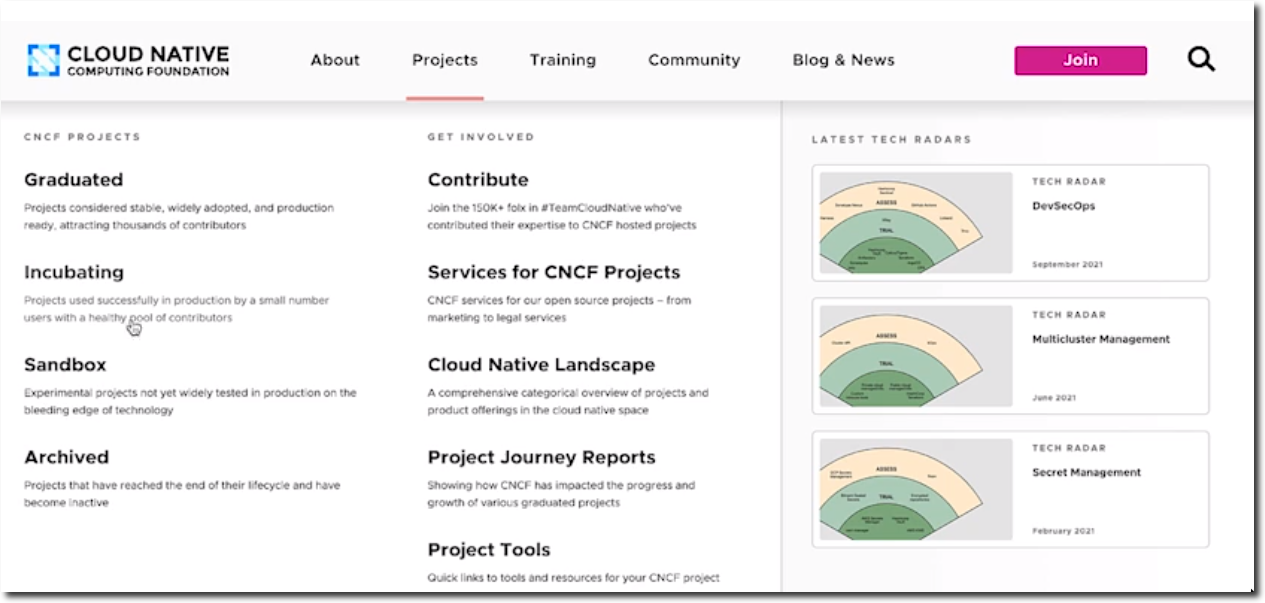 CLOUD NATIVE
COMPUTING FOUNDATION
About
Projects
Training
Community
Blog & News
Join
CNCF PROJECTS
Graduated
Projects considered stable, widely adopted, and production
ready, attracting thousands of contributors
Incubating
Projects used successfully in production by a small number
users with a healthy pool of contributors
Sandbox
Experimental projects not yet widely tested in production on the
bleeding edge of technology
Archived
Projects that have reached the end of their lifecycle and have
become inactive
GET INVOLVED
Contribute
Join the 150K+ folx in #TeamCloudNative who've
contributed their expertise to CNCF hosted projects
Services for CNCF Projects
CNCF services for our open source projects – from
marketing to legal services
Cloud Native Landscape
A comprehensive categorical overview of projects and
product offerings in the cloud native space
Project Journey Reports
Showing how CNCF has impacted the progress and
growth of various graduated projects
Project Tools
Quick links to tools and resources for your CNCF project
LATEST TECH RADARS
ASSESS
TRIAL
TECH RADAR
DevSecOps
September 2021
ASSESS
TRIAL
TECH RADAR
Multicluster Management
June 2021
ASSESS
TRIAL
TECH RADAR
Secret Management
February 2021